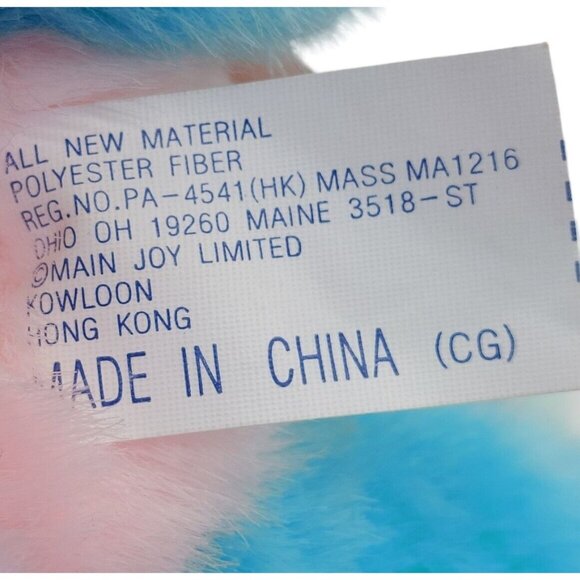 ALL NEW MATERIAL
POLYESTER FIBER
REG.NO.PA-4541(HK) MASS MA1216
OHIO OH 19260 MAINE 3518-ST
©MAIN JOY LIMITED
KOWLOON
HONG KONG
MADE IN CHINA (CG)